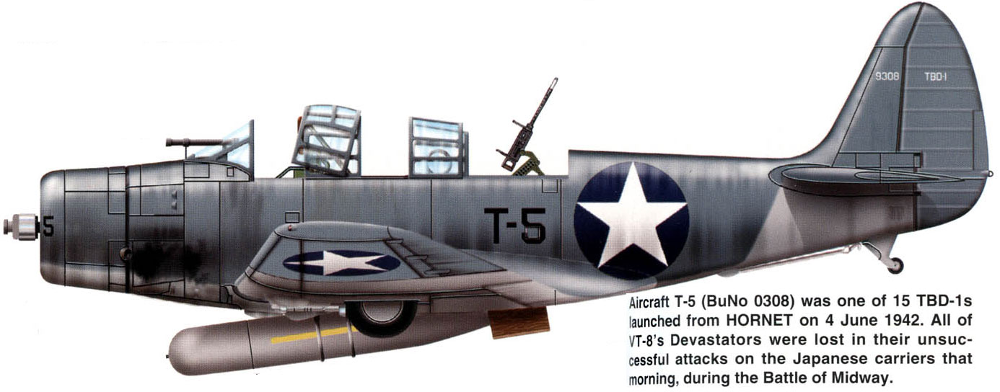 9308 TBD-1
5
T-5
Aircraft T-5 (BuNo 0308) was one of 15 TBD-1s
launched from HORNET on 4 June 1942. All of
VT-8's Devastators were lost in their unsuc-
cessful attacks on the Japanese carriers that
morning, during the Battle of Midway.